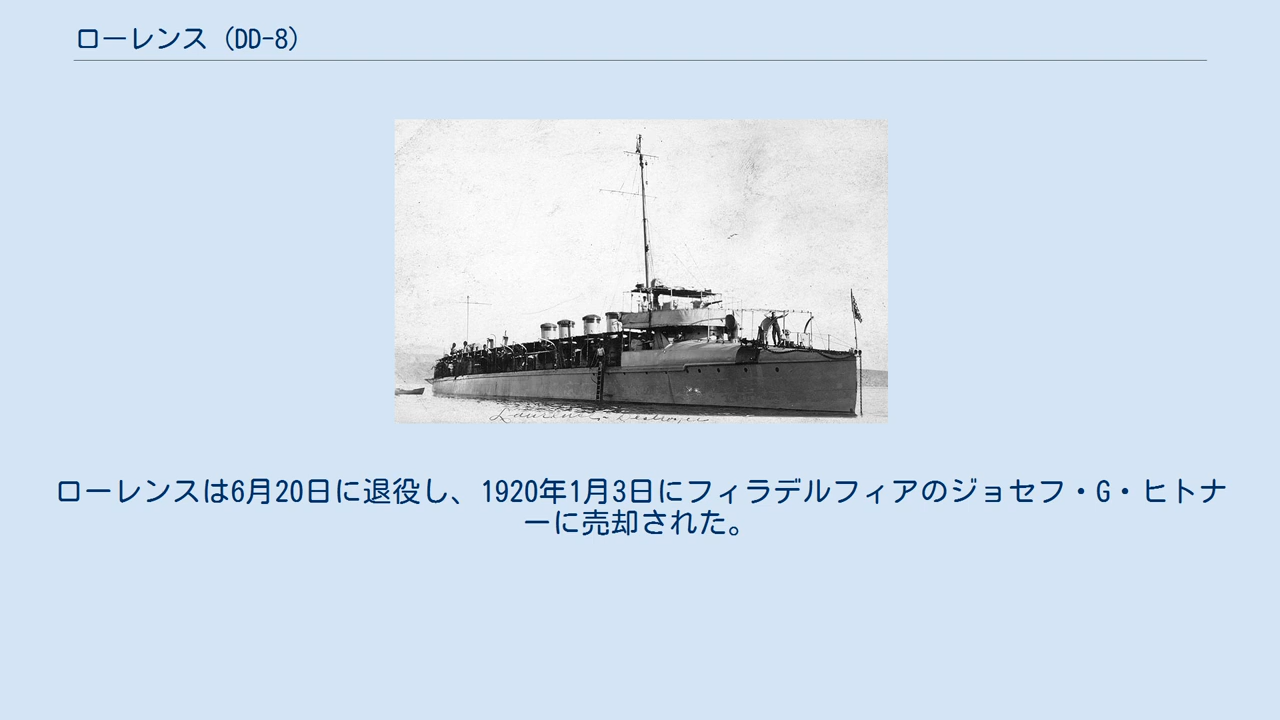 ローレンス（DD-8）
Lawrence - Destroyer
ローレンスは6月20日に退役し、1920年1月3日にフィラデルフィアのジョセフ・G・ヒトナ
ーに売却された。